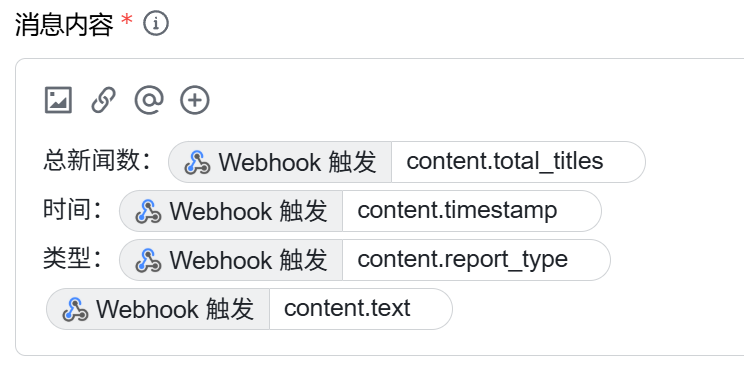 消息内容 *
总新闻数： Webhook 触发 content.total_titles
时间： Webhook 触发 content.timestamp
类型： Webhook 触发 content.report_type
Webhook 触发 content.text